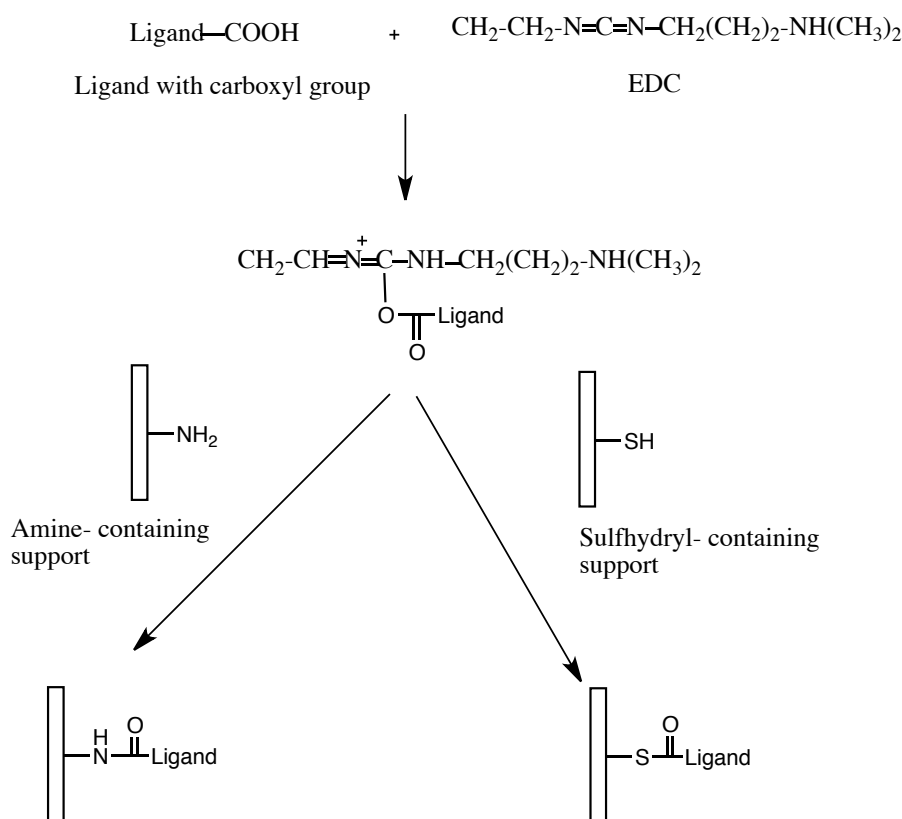 Ligand—COOH + CH₂-CH₂-N=C=N—CH₂(CH₂)₂-NH(CH₃)₂
Ligand with carboxyl group
EDC
+
CH₂-CH=N=C—NH—CH₂(CH₂)₂-NH(CH₃)₂
O Ligand
O
NH₂
SH
Amine- containing
support
Sulfhydryl- containing
support
H O
N Ligand
O
S Ligand